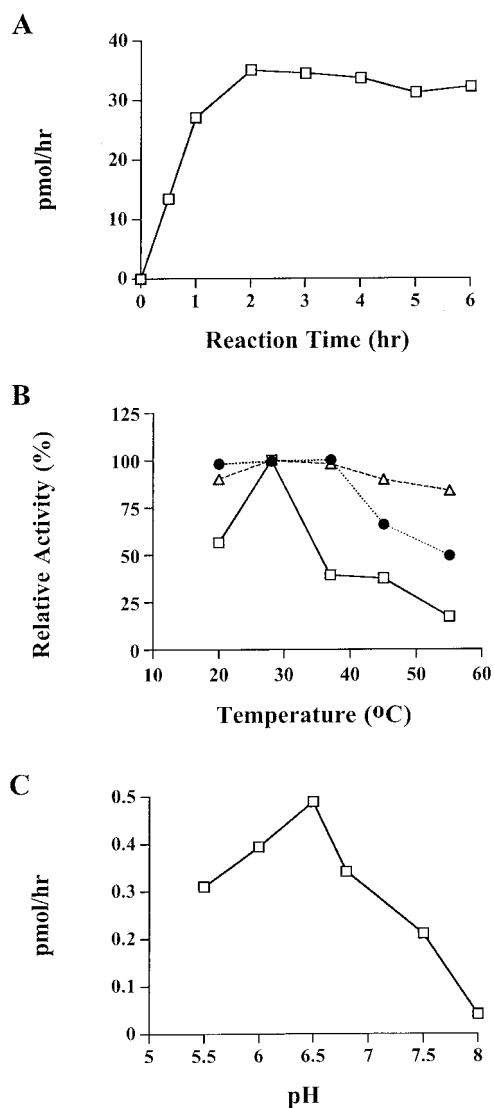 A
40
30
20
10
0
pmol/hr
0 1 2 3 4 5 6
Reaction Time (hr)
B
125
100
75
50
25
0
Relative Activity (%)
10 20 30 40 50 60
Temperature (ºC)
C
0.5
0.4
0.3
0.2
0.1
0
pmol/hr
5 5.5 6 6.5 7 7.5 8
pH